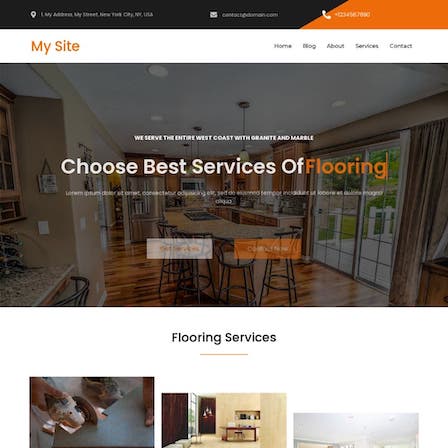 1, My Address, My Street, New York City, NY, USA
contact@domain.com
+1234567890
My Site
Home Blog About Services Contact
WE SERVE THE ENTIRE WEST COAST WITH GRANITE AND MARBLE
Choose Best Services Of Flooring
Lorem ipsum dolor sit amet, consectetur adipiscing elit, sed do eiusmod tempor incididunt ut labore et dolore magna
aliqua
Services Contact Now
Flooring Services